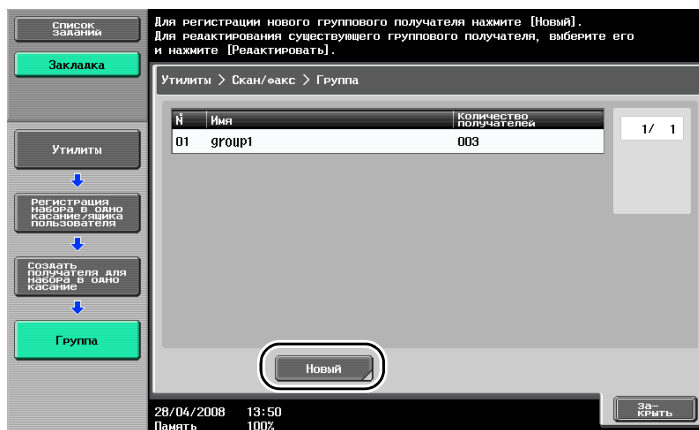 Список
заданий
Закладка
Утилиты
Регистрация
набора в одно
касание/ящика
пользователя
Создать
получателя для
набора в одно
касание
Группа
Для регистрации нового группового получателя нажмите [Новый].
Для редактирования существующего группового получателя, выберите его
и нажмите [Редактировать].
Утилиты > Скан/факс > Группа
N Имя Количество
получателей
01 group1 003
1/ 1
Новый
28/04/2008 13:50
Память 100%
За-
крыть